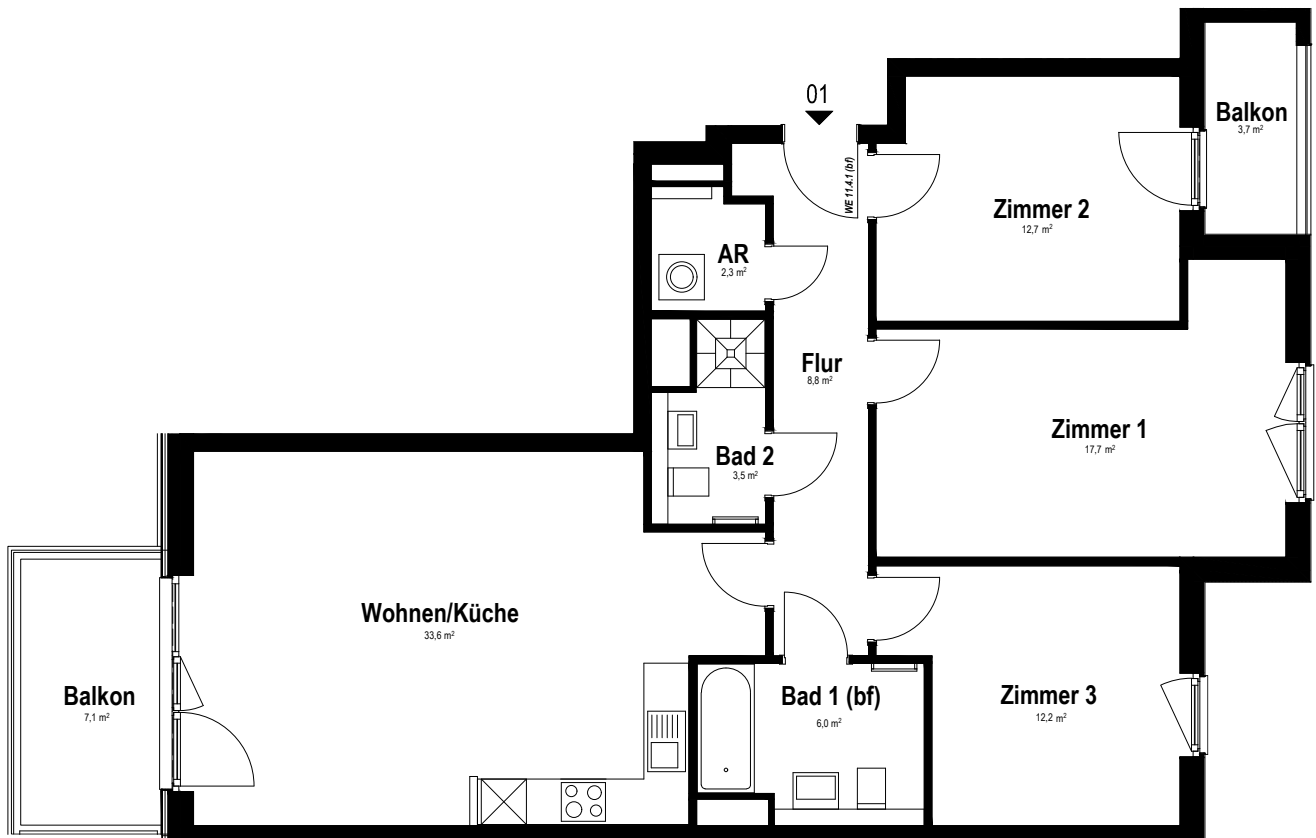 01
WE 11.4.1 (bf)
Balkon
3,7 m²
Zimmer 2
12,7 m²
AR
2,3 m²
Flur
8,8 m²
Zimmer 1
17,7 m²
Bad 2
3,5 m²
Wohnen/Küche
33,6 m²
Balkon
7,1 m²
Bad 1 (bf)
6,0 m²
Zimmer 3
12,2 m²